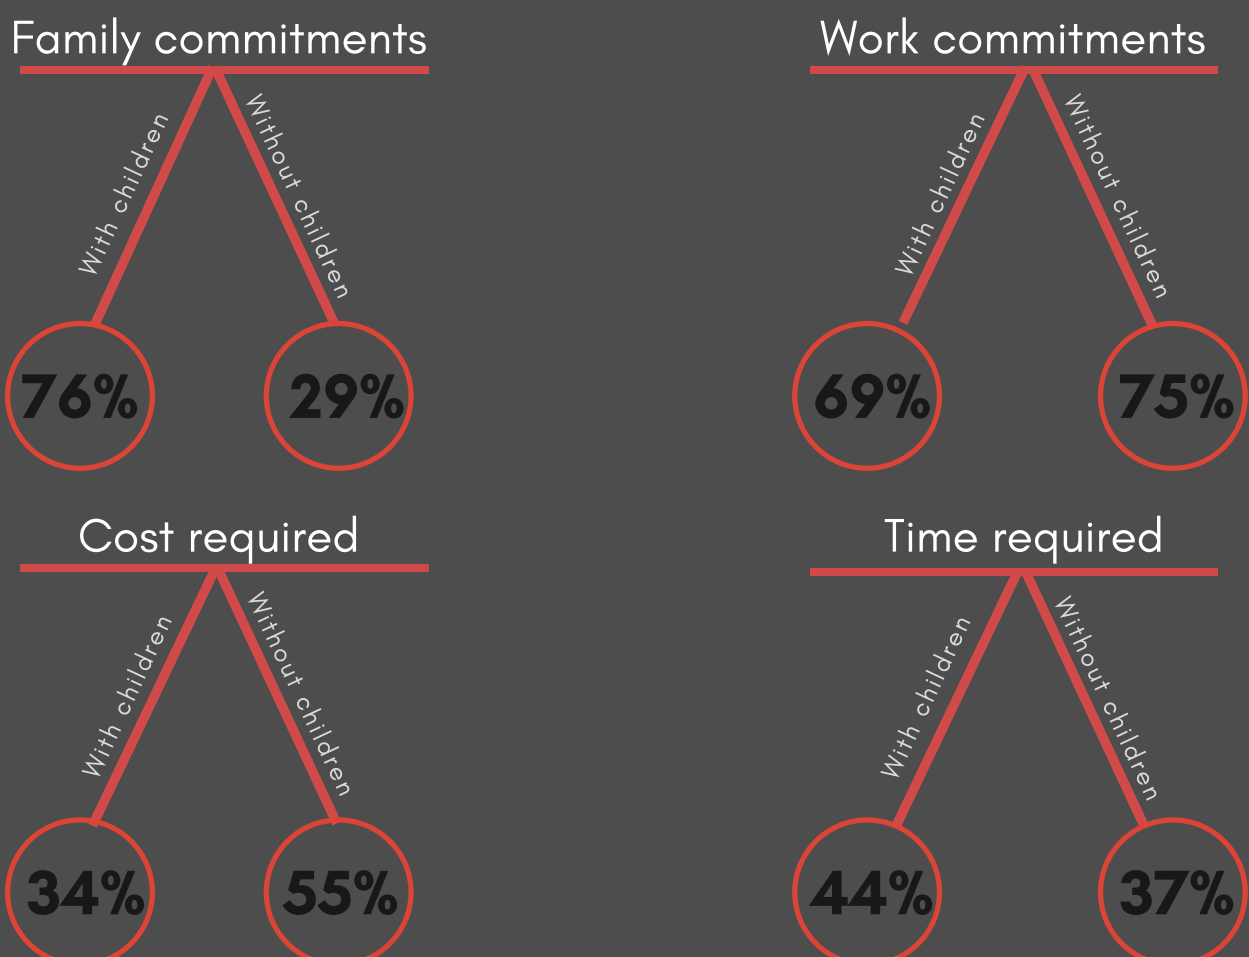 Family commitments
With children
Without children
76%
29%
Work commitments
With children
Without children
69%
75%
Cost required
With children
Without children
34%
55%
Time required
With children
Without children
44%
37%